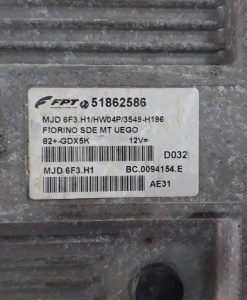 FPT 51862586
MJD 6F3.H1/HW04P/3549-H196
FIORINO SDE MT UEGO
82+-GDX5K 12V=
D032
MJD 6F3.H1 BC.0094154.E
AE31